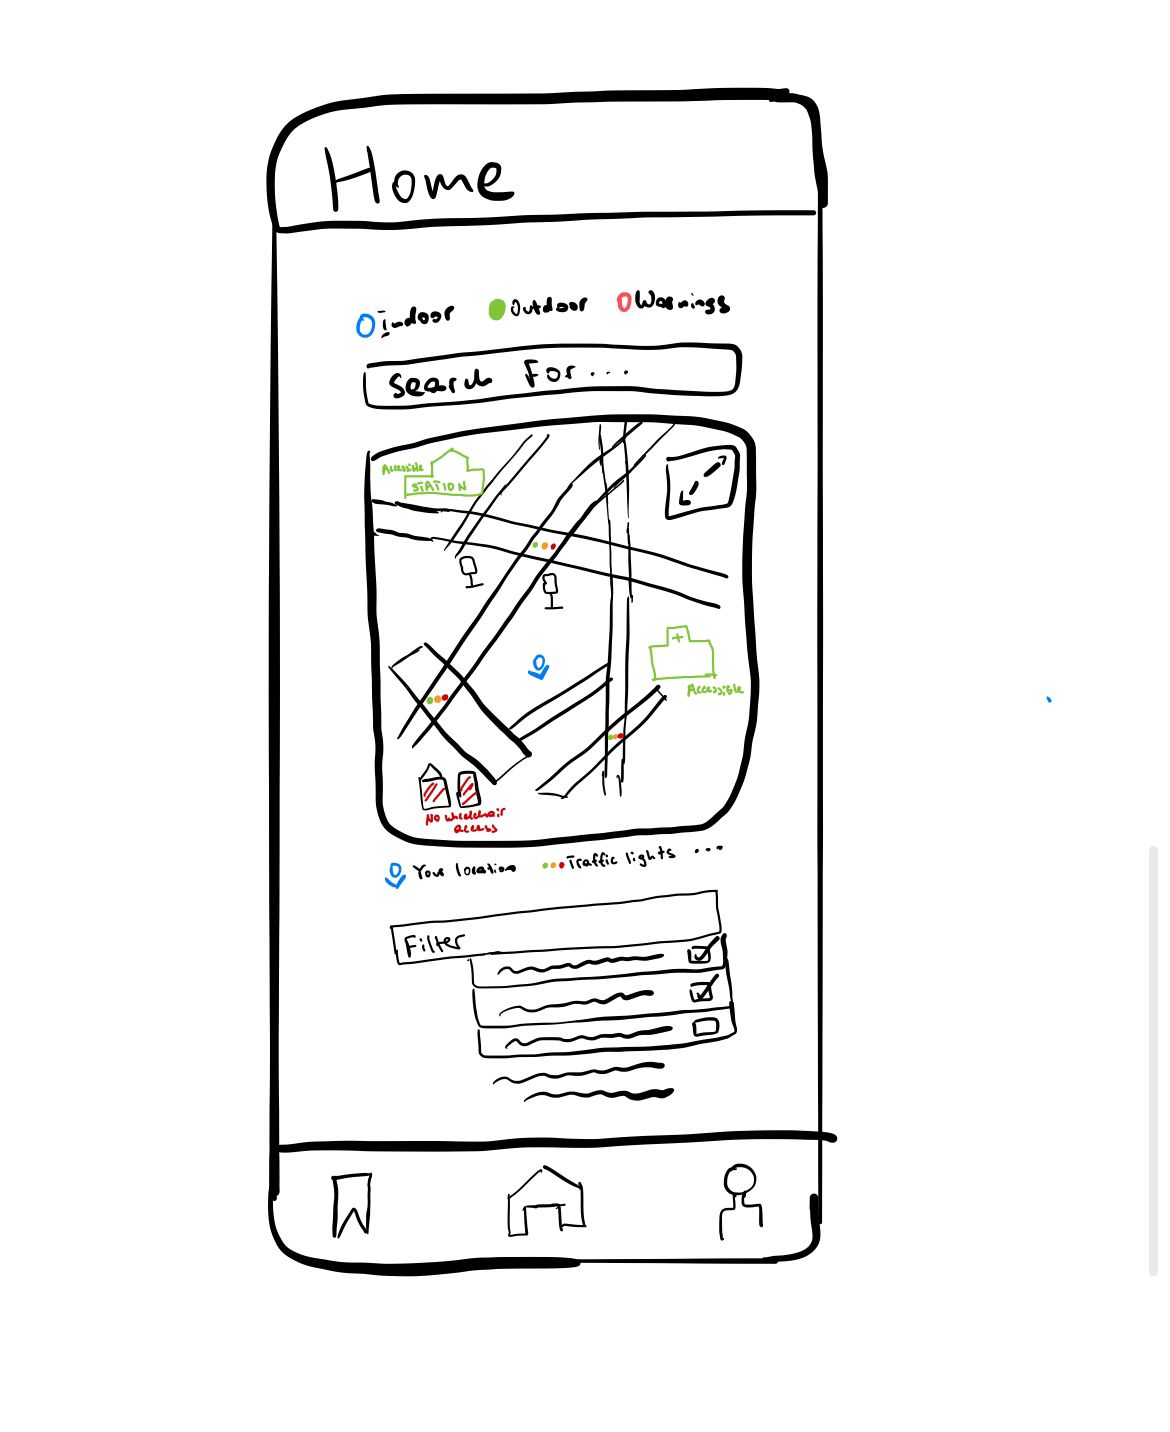 Home
Indoor Outdoor Warnings
Search For...
Accessible
STATION
Accessible
No wheelchair
access
Your location Traffic lights ...
Filter